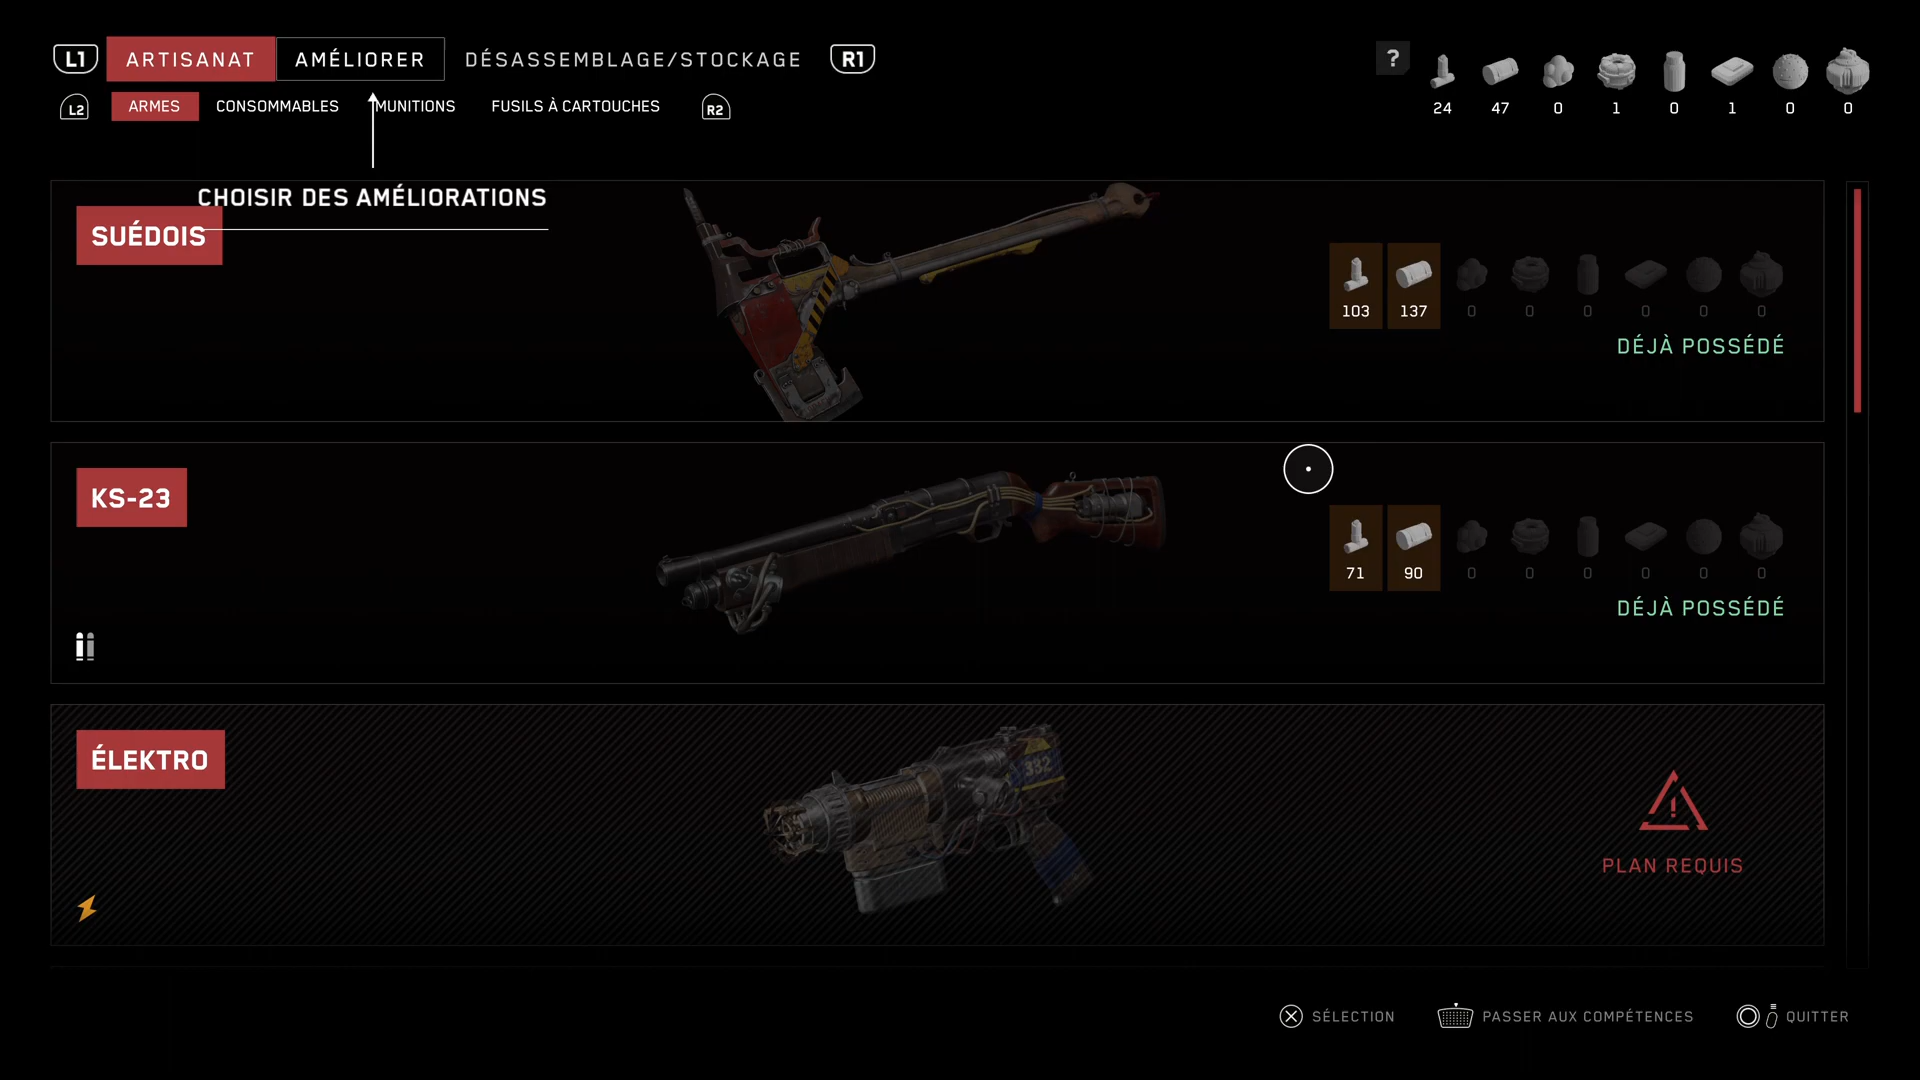 L1 ARTISANAT AMÉLIORER DÉSASSEMBLAGE/STOCKAGE R1
?
L2 ARMES CONSOMMABLES MUNITIONS FUSILS À CARTOUCHES R2
24 47 0 1 0 1 0 0
CHOISIR DES AMÉLIORATIONS
SUÉDOIS
103 137 0 0 0 0 0 0
DÉJÀ POSSÉDÉ
KS-23
71 90 0 0 0 0 0 0
DÉJÀ POSSÉDÉ
ÉLEKTRO
332
PLAN REQUIS
SÉLECTION PASSER AUX COMPÉTENCES QUITTER